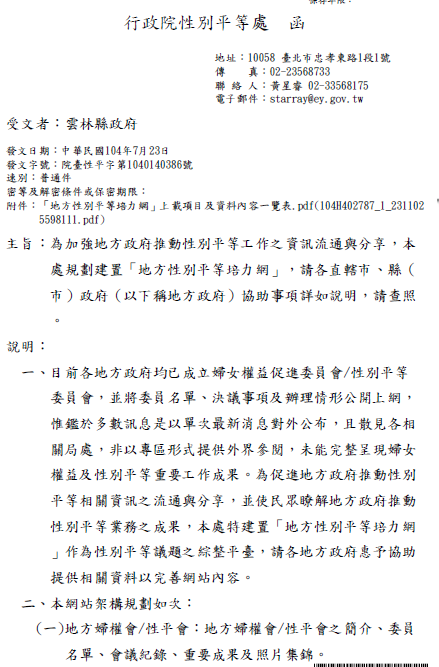 保存年限：
行政院性別平等處　函
地址：10058 臺北市忠孝東路1段1號
傳　　真：02-23568733
聯 絡 人：黃星睿 02-33568175
電子郵件：starray@ey.gov.tw
受文者：雲林縣政府
發文日期：中華民國104年7月23日
發文字號：院臺性平字第1040140386號
速別：普通件
密等及解密條件或保密期限：
附件：「地方性別平等培力網」上載項目及資料內容一覽表.pdf(104H402787_1_231102
5598111.pdf)
主旨：為加強地方政府推動性別平等工作之資訊流通與分享，本
處規劃建置「地方性別平等培力網」，請各直轄市、縣（
市）政府（以下稱地方政府）協助事項詳如說明，請查照
。
說明：
一、目前各地方政府均已成立婦女權益促進委員會/性別平等
委員會，並將委員名單、決議事項及辦理情形公開上網，
惟鑑於多數訊息是以單次最新消息對外公布，且散見各相
關局處，非以專區形式提供外界參閱，未能完整呈現婦女
權益及性別平等重要工作成果。為促進地方政府推動性別
平等相關資訊之流通與分享，並使民眾瞭解地方政府推動
性別平等業務之成果，本處特建置「地方性別平等培力網
」作為性別平等議題之綜整平臺，請各地方政府惠予協助
提供相關資料以完善網站內容。
二、本網站架構規劃如次：
(一)地方婦權會/性平會：地方婦權會/性平會之簡介、委員
名單、會議紀錄、重要成果及照片集錦。